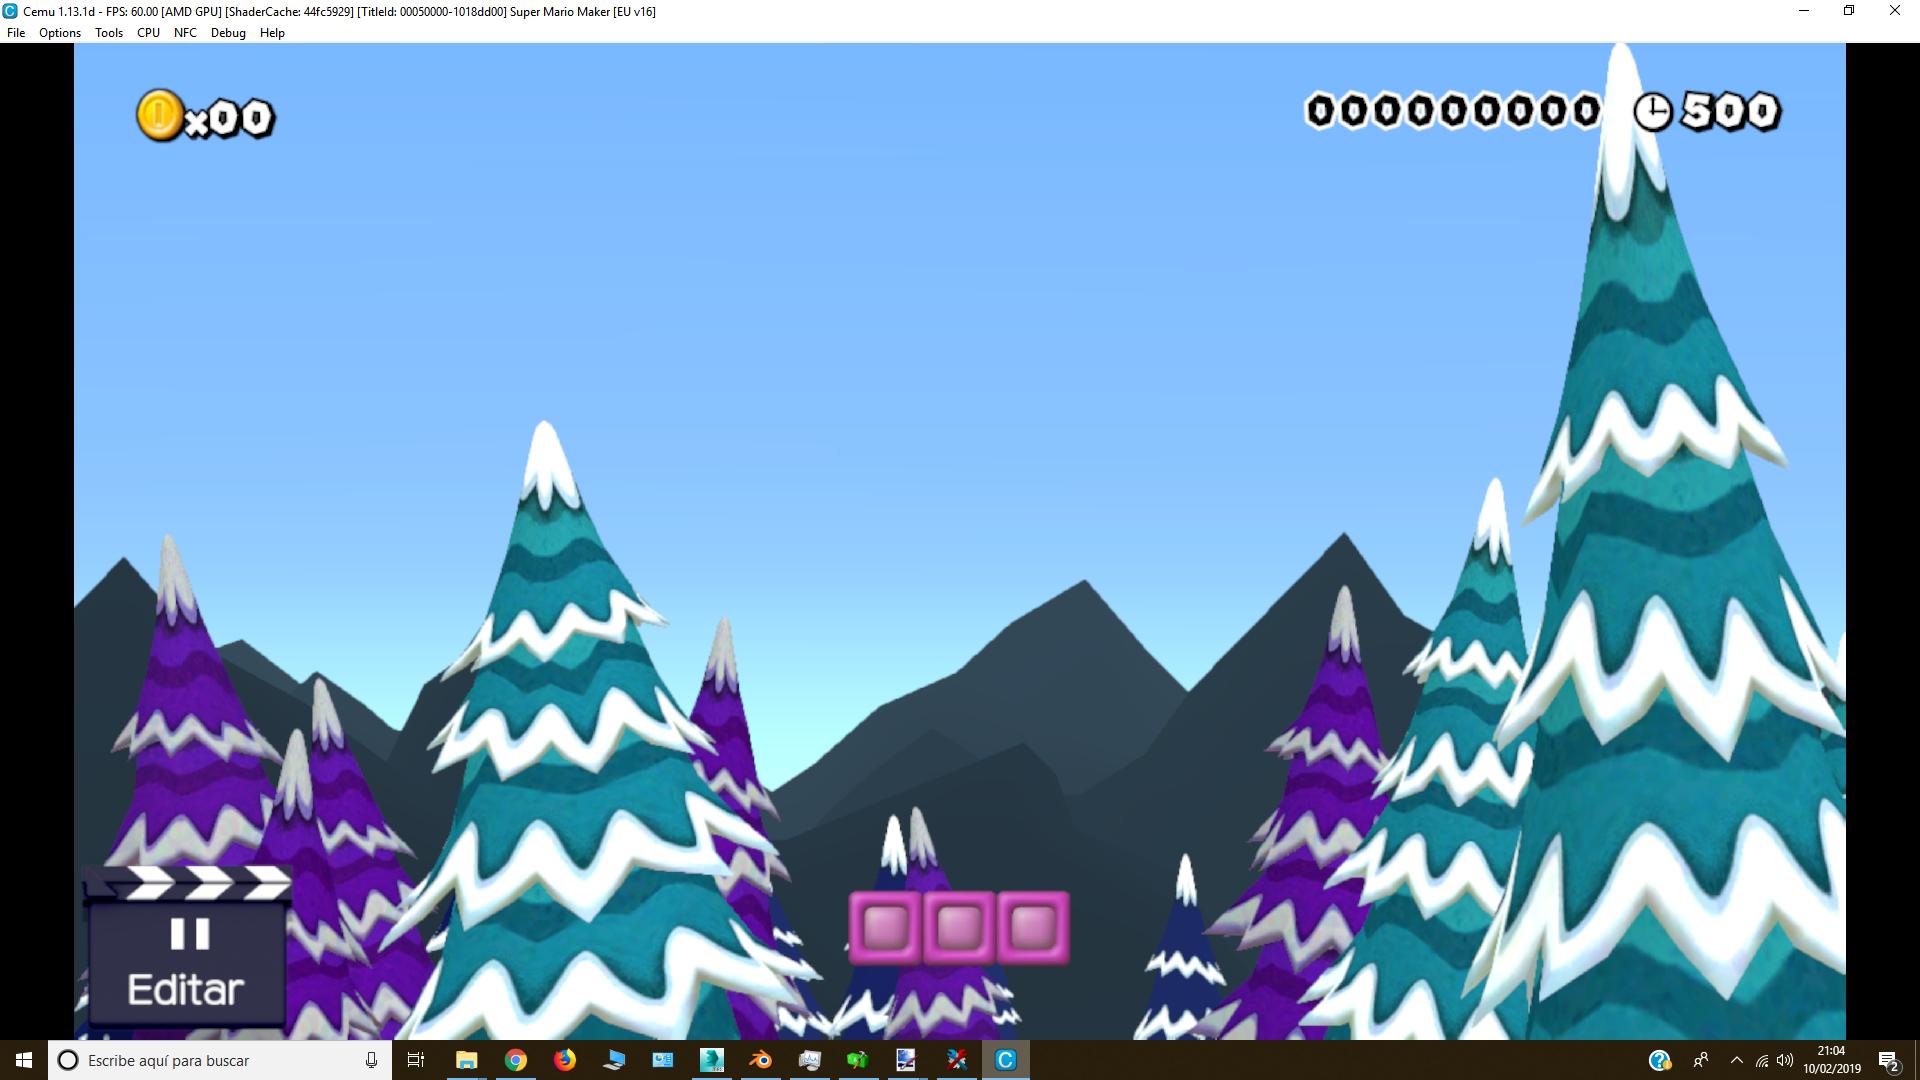 Cemu 1.13.1d - FPS: 60.00 [AMD GPU] [ShaderCache: 44fc5929] [TitleId: 00050000-1018dd00] Super Mario Maker [EU v16]
File Options Tools CPU NFC Debug Help
x00
000000000
500
Editar
Escribe aquí para buscar
21:04
10/02/2019
2